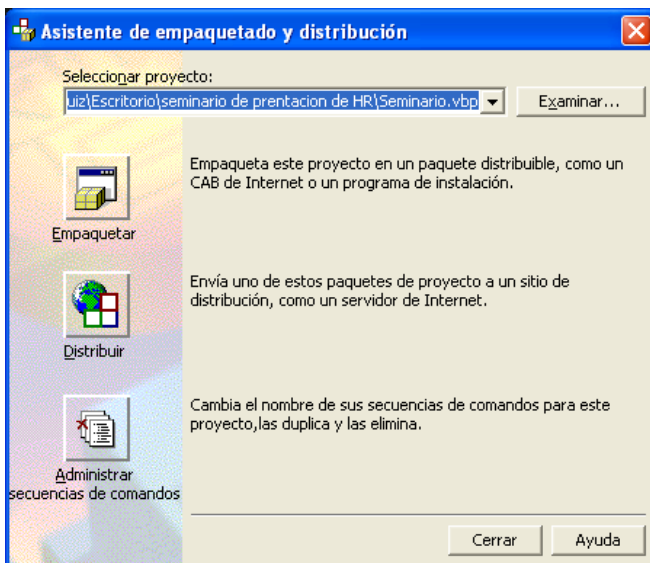 Asistente de empaquetado y distribución
Seleccionar proyecto:
uiz\Escritorio\seminario de prentacion de HR\Seminario.vbp
Examinar...
Empaqueta este proyecto en un paquete distribuible, como un
CAB de Internet o un programa de instalación.
Empaquetar
Envía uno de estos paquetes de proyecto a un sitio de
distribución, como un servidor de Internet.
Distribuir
Cambia el nombre de sus secuencias de comandos para este
proyecto,las duplica y las elimina.
Administrar
secuencias de comandos
Cerrar
Ayuda